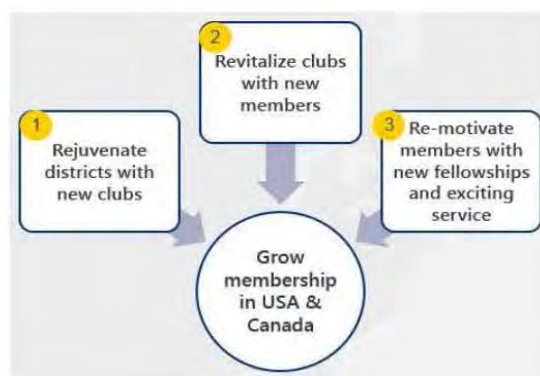 1
Rejuvenate
districts with
new clubs
2
Revitalize clubs
with new
members
3
Re-motivate
members with
new fellowships
and exciting
service
Grow
membership
in USA &
Canada